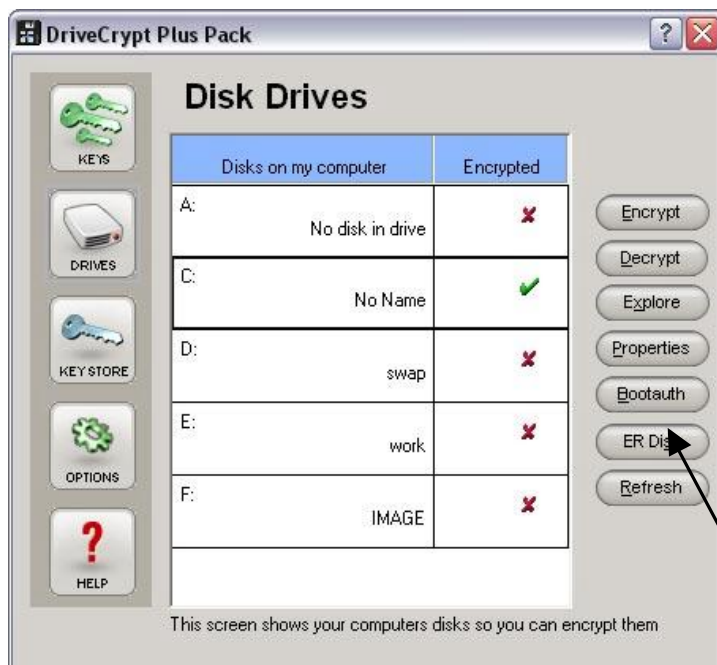 DriveCrypt Plus Pack
?
Disk Drives
KEYS
DRIVES
KEY STORE
OPTIONS
?
HELP
Disks on my computer Encrypted
A:
No disk in drive
C:
No Name
D:
swap
E:
work
F:
IMAGE
Encrypt
Decrypt
Explore
Properties
Bootauth
ER Dis
Refresh
This screen shows your computers disks so you can encrypt them